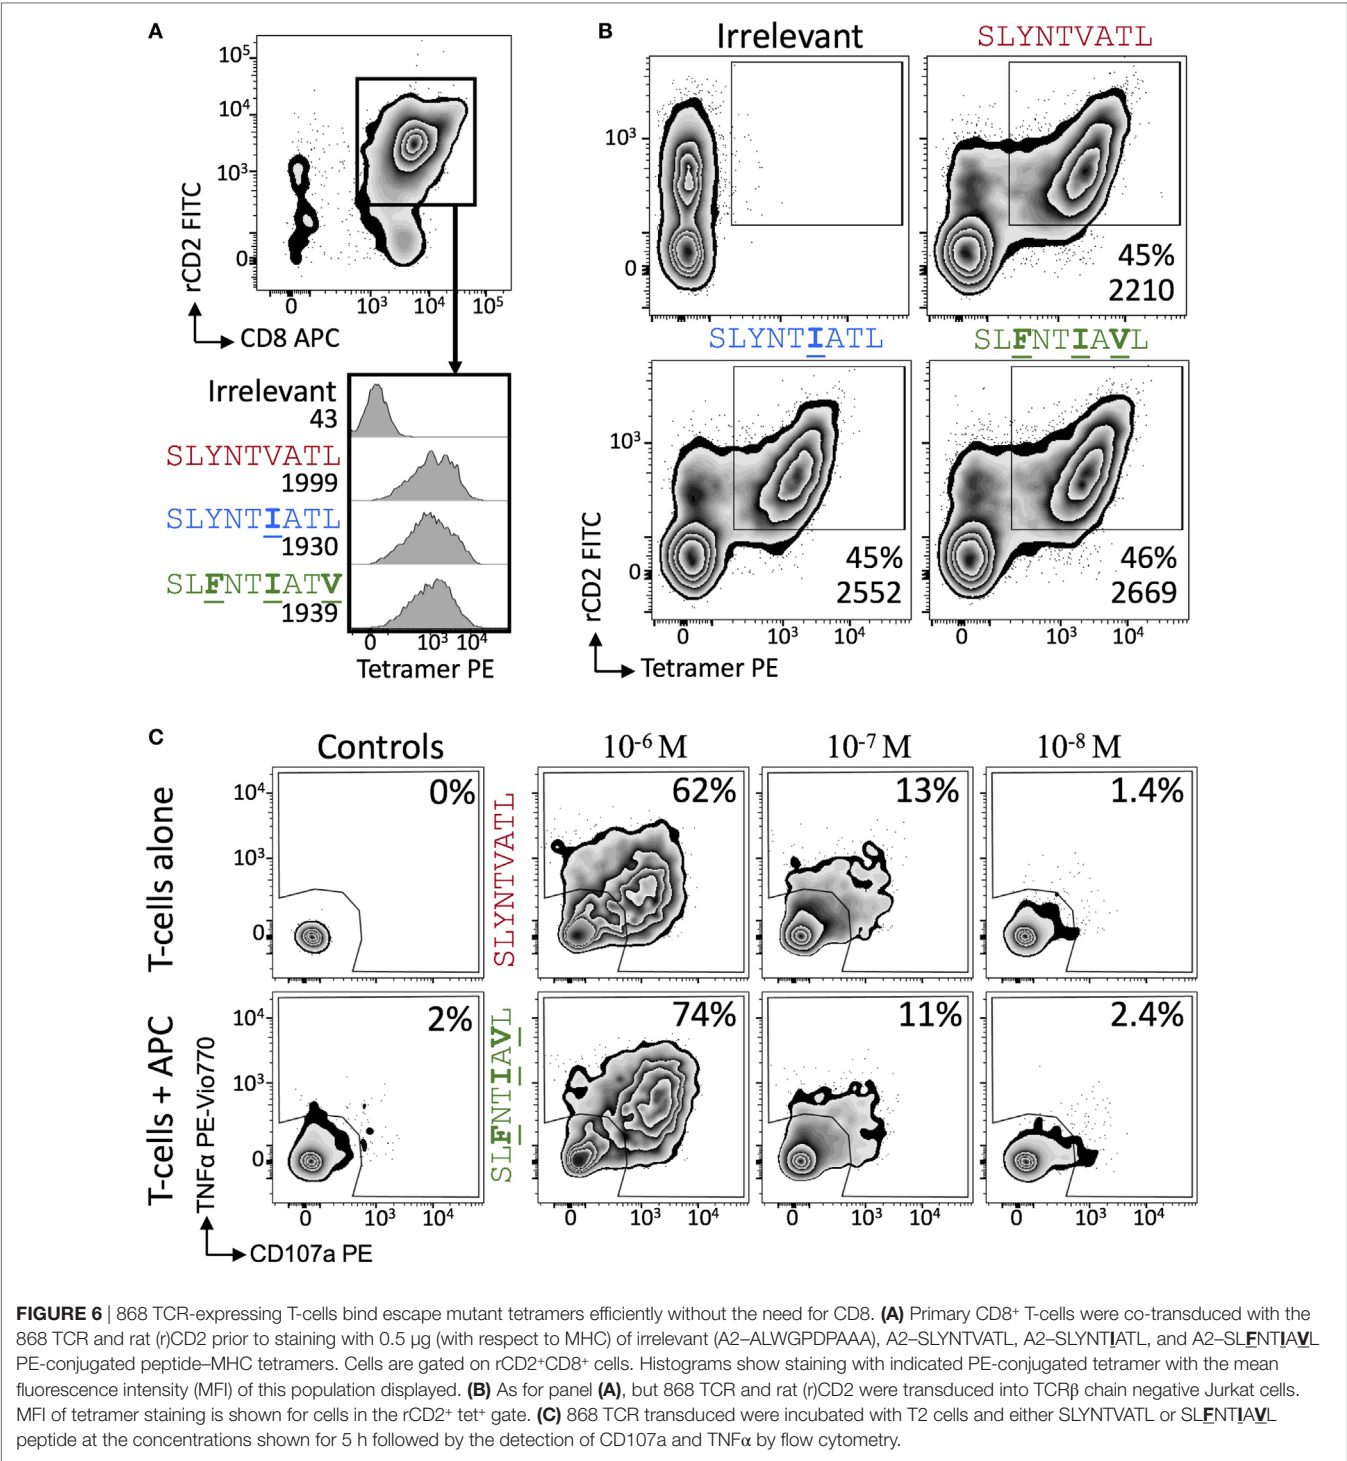 A
10⁵
10⁴
10³
0
rCD2 FITC
0 10³ 10⁴ 10⁵
CD8 APC
Irrelevant
43
SLYNTVATL
1999
SLYNTIATL
1930
SLFNTIATV
1939
0 10³ 10⁴
Tetramer PE
B
Irrelevant
SLYNTVATL
10³
0
45%
2210
SLYNTIATL
SLFNTIAVL
10³
0
45%
2552
46%
2669
rCD2 FITC
0 10³ 10⁴
0 10³ 10⁴
Tetramer PE
C
Controls
10⁻⁶ M
10⁻⁷ M
10⁻⁸ M
T-cells alone
10⁴
10³
0
0%
SLYNTVATL
62%
13%
1.4%
T-cells + APC
TNFα PE-Vio770
10⁴
10³
0
2%
SLFNTIAVL
74%
11%
2.4%
0 10³ 10⁴
0 10³ 10⁴
0 10³ 10⁴
0 10³ 10⁴
CD107a PE
FIGURE 6 | 868 TCR-expressing T-cells bind escape mutant tetramers efficiently without the need for CD8. (A) Primary CD8⁺ T-cells were co-transduced with the
868 TCR and rat (r)CD2 prior to staining with 0.5 µg (with respect to MHC) of irrelevant (A2–ALWGPDPAAA), A2–SLYNTVATL, A2–SLYNTIATL, and A2–SLFNTIAVL
PE-conjugated peptide–MHC tetramers. Cells are gated on rCD2⁺CD8⁺ cells. Histograms show staining with indicated PE-conjugated tetramer with the mean
fluorescence intensity (MFI) of this population displayed. (B) As for panel (A), but 868 TCR and rat (r)CD2 were transduced into TCRβ chain negative Jurkat cells.
MFI of tetramer staining is shown for cells in the rCD2⁺ tet⁺ gate. (C) 868 TCR transduced were incubated with T2 cells and either SLYNTVATL or SLFNTIAVL
peptide at the concentrations shown for 5 h followed by the detection of CD107a and TNFα by flow cytometry.